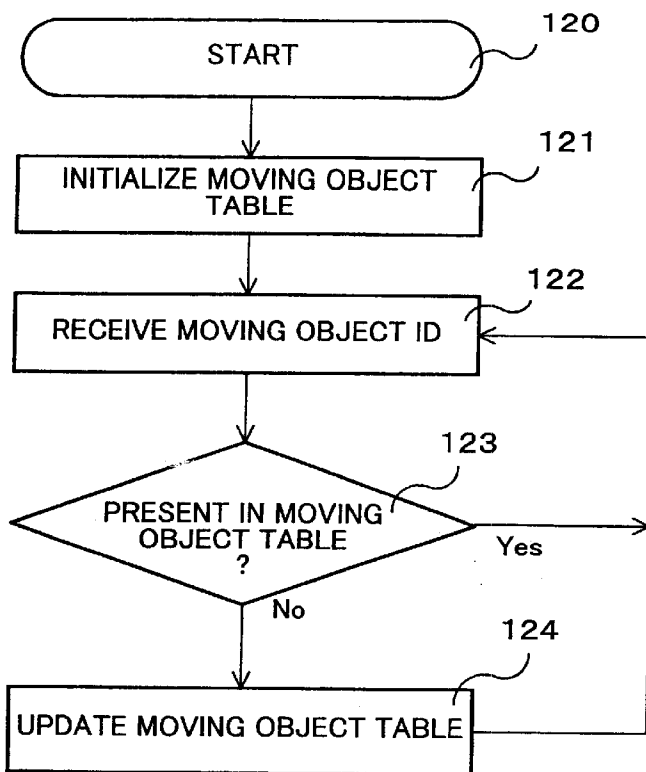 START
120
121
INITIALIZE MOVING OBJECT
TABLE
122
RECEIVE MOVING OBJECT ID
123
PRESENT IN MOVING
OBJECT TABLE
?
Yes
No
124
UPDATE MOVING OBJECT TABLE